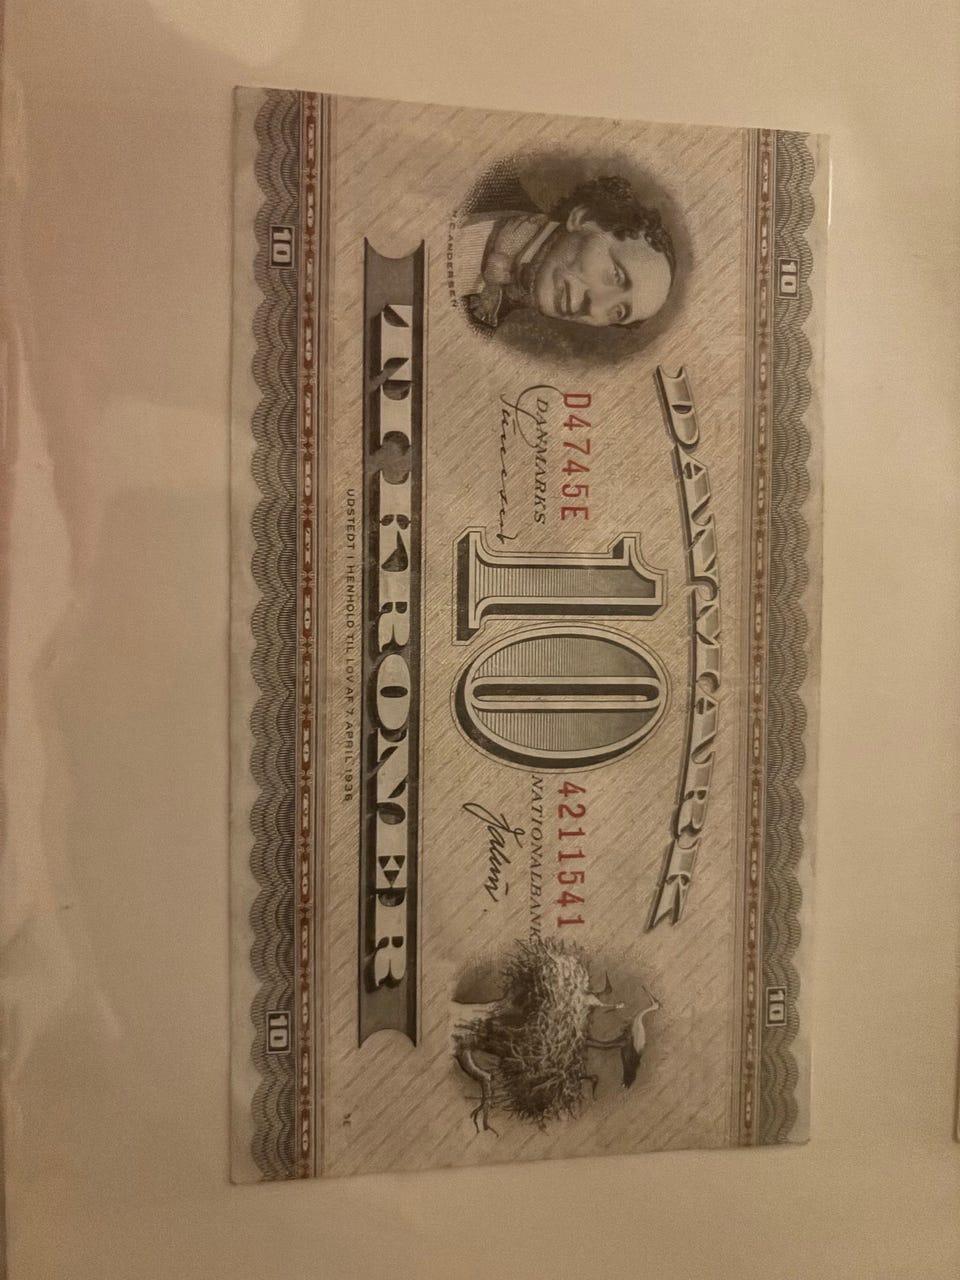 10
10
DANMARK
D4745E
4211541
DANMARKS
NATIONALBANK
10
H.C. ANDERSEN
TI KRONER
UDSTEDT I HENHOLD TIL LOV AF 7. APRIL 1936
10
10